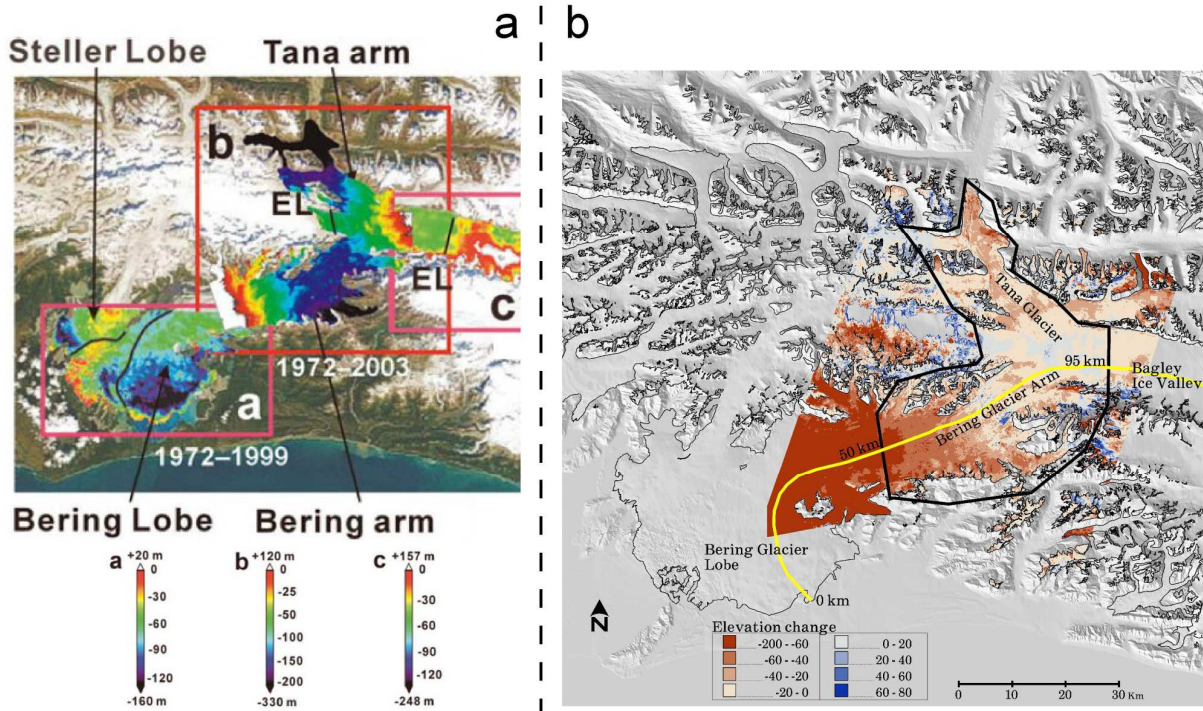 a
Steller Lobe
Tana arm
b
EL
EL
c
1972–2003
a
1972–1999
Bering Lobe
Bering arm
a +20 m
0
-30
-60
-90
-120
-160 m
b +120 m
0
-25
-50
-100
-150
-200
-330 m
c +157 m
0
-30
-60
-90
-120
-248 m
b
Tana Glacier
95 km
Bagley
Ice Valley
Bering Glacier Arm
50 km
Bering Glacier
Lobe
0 km
N
Elevation change
-200 --60
-60 - -40
-40 - -20
-20 - 0
0 - 20
20 - 40
40 - 60
60 - 80
0 10 20 30 Km